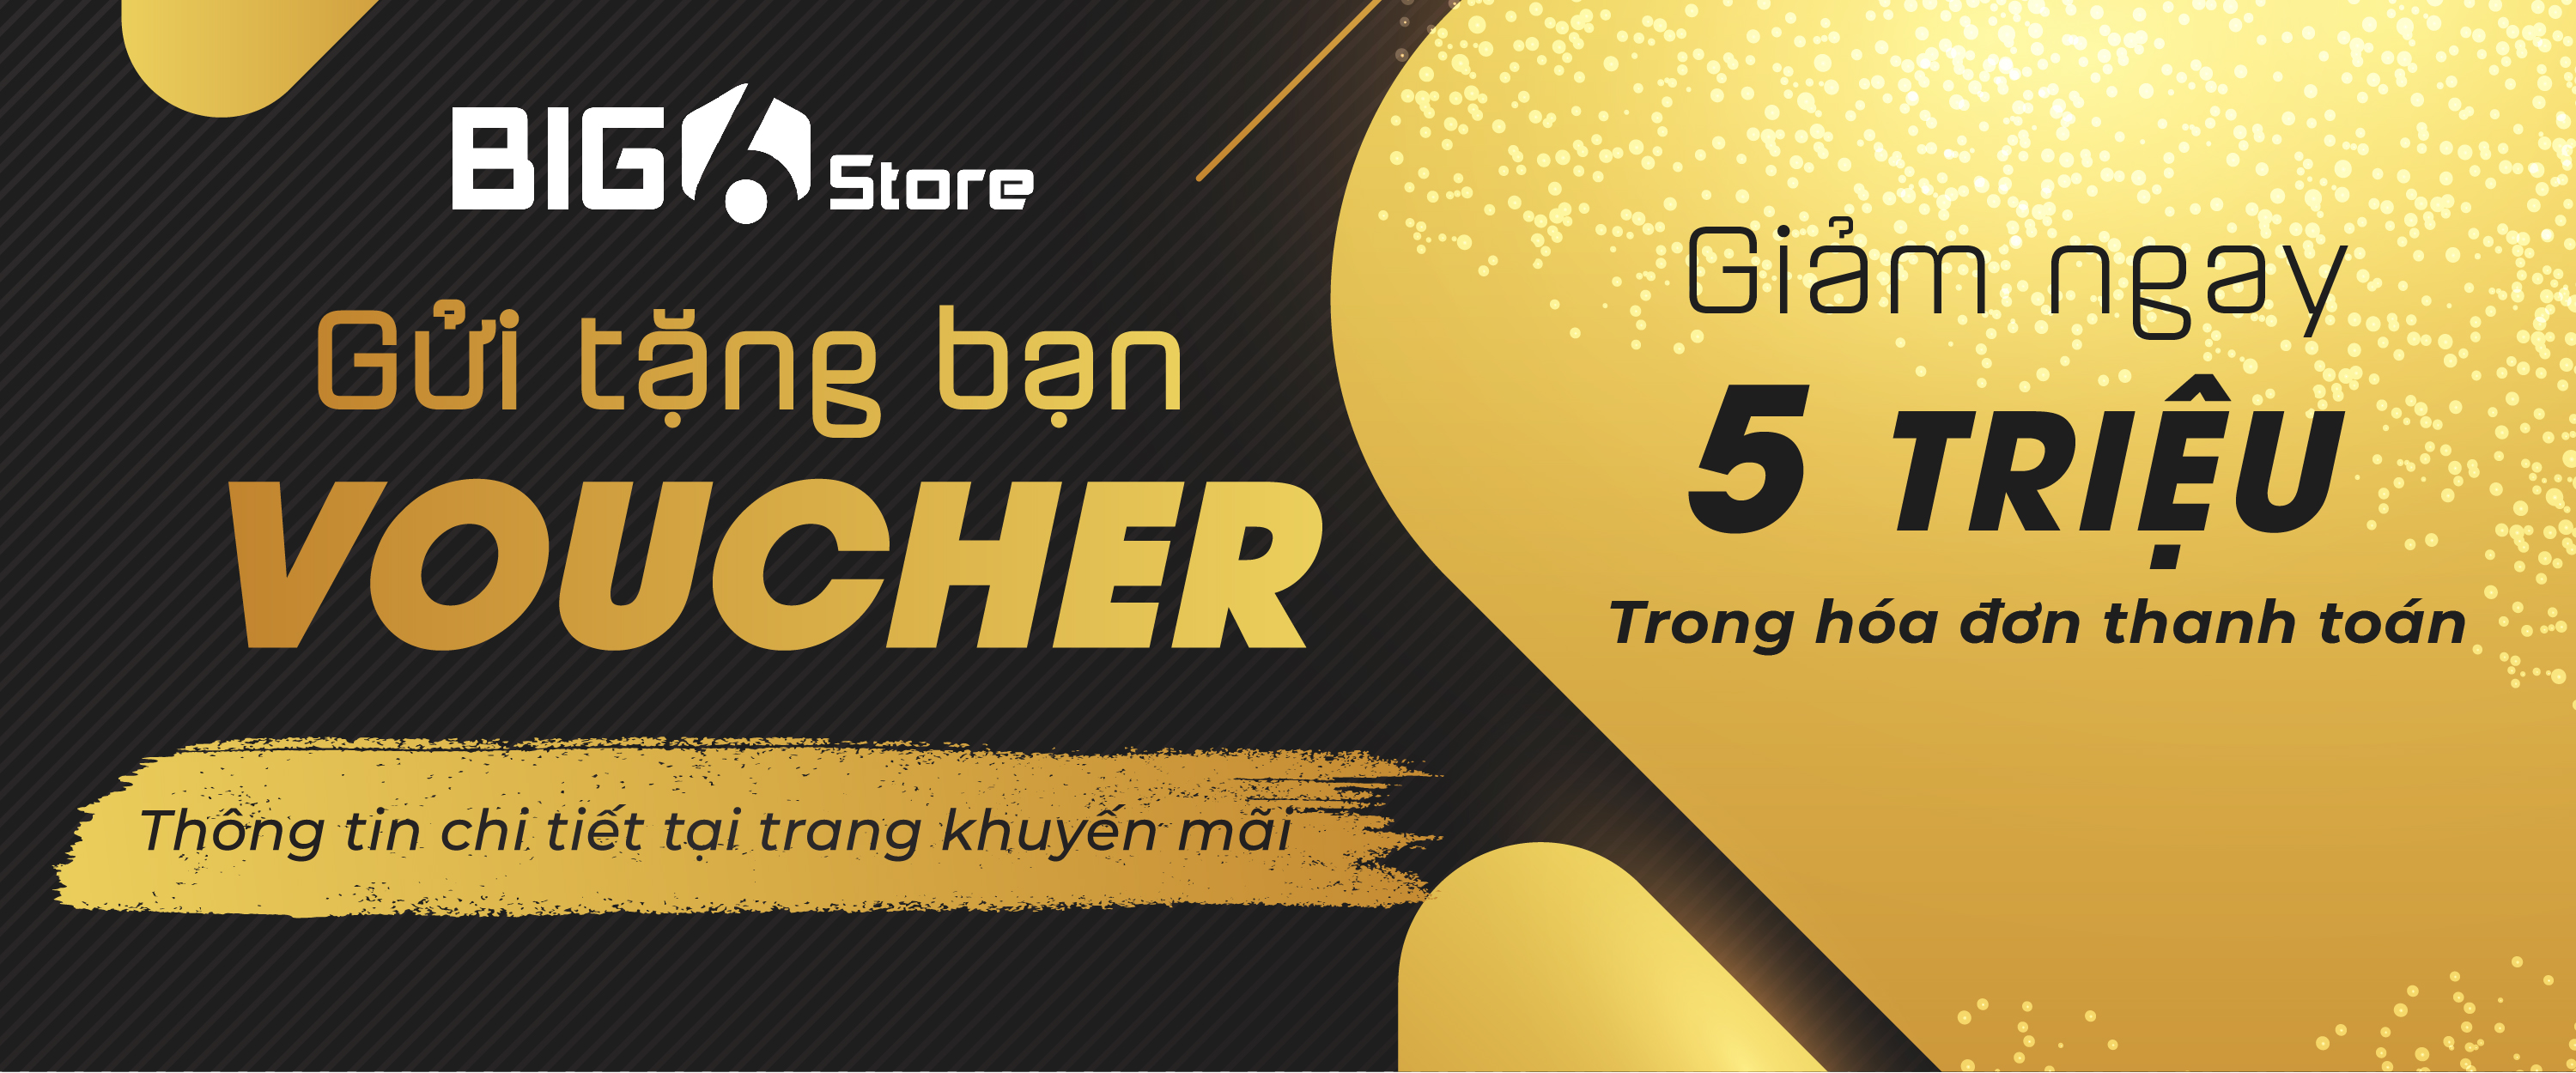 BIG6 Store
Gửi tặng bạn
VOUCHER
Thông tin chi tiết tại trang khuyến mãi
Giảm ngay
5 TRIỆU
Trong hóa đơn thanh toán